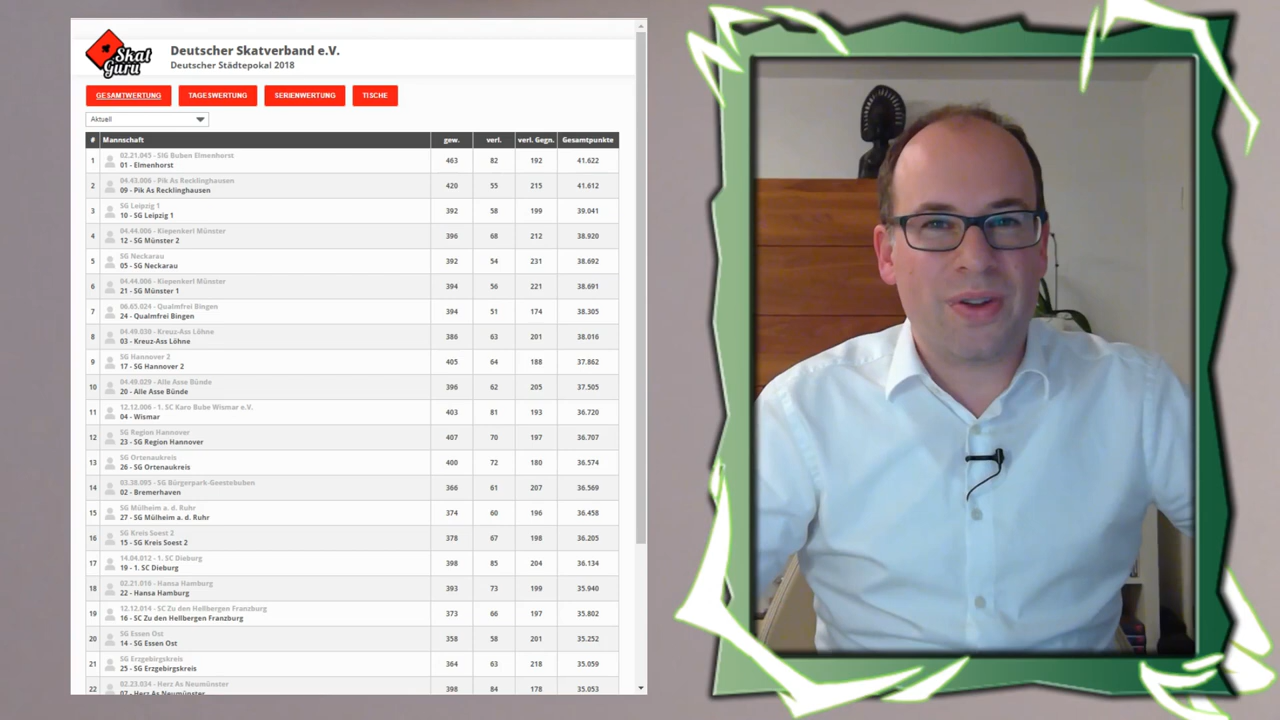 Skat
Guru
Deutscher Skatverband e.V.
Deutscher Städtepokal 2018
GESAMTWERTUNG TAGESWERTUNG SERIENWERTUNG TISCHE
Aktuell
# Mannschaft gew. verl. verl. Gegn. Gesamtpunkte
02.21.045 - SIG Buben Elmenhorst
1 01 - Elmenhorst 463 82 192 41.622
04.43.006 - Pik As Recklinghausen
2 09 - Pik As Recklinghausen 420 55 215 41.612
SG Leipzig 1
3 10 - SG Leipzig 1 392 58 199 39.041
04.44.006 - Kiepenkerl Münster
4 12 - SG Münster 2 396 68 212 38.920
SG Neckarau
5 05 - SG Neckarau 392 54 231 38.692
04.44.006 - Kiepenkerl Münster
6 21 - SG Münster 1 394 56 221 38.691
06.65.024 - Qualmfrei Bingen
7 24 - Qualmfrei Bingen 394 51 174 38.305
04.49.030 - Kreuz-Ass Löhne
8 03 - Kreuz-Ass Löhne 386 63 201 38.016
SG Hannover 2
9 17 - SG Hannover 2 405 64 188 37.862
04.49.029 - Alle Asse Bünde
10 20 - Alle Asse Bünde 396 62 205 37.505
12.12.006 - 1. SC Karo Bube Wismar e.V.
11 04 - Wismar 403 81 193 36.720
SG Region Hannover
12 23 - SG Region Hannover 407 70 197 36.707
SG Ortenaukreis
13 26 - SG Ortenaukreis 400 72 180 36.574
03.38.095 - SG Bürgerpark-Geestebuben
14 02 - Bremerhaven 366 61 207 36.569
SG Mülheim a. d. Ruhr
15 27 - SG Mülheim a. d. Ruhr 374 60 196 36.458
SG Kreis Soest 2
16 15 - SG Kreis Soest 2 378 67 198 36.205
14.04.012 - 1. SC Dieburg
17 19 - 1. SC Dieburg 398 85 204 36.134
02.21.016 - Hansa Hamburg
18 22 - Hansa Hamburg 393 73 199 35.940
12.12.014 - SC Zu den Hellbergen Franzburg
19 16 - SC Zu den Hellbergen Franzburg 373 66 197 35.802
SG Essen Ost
20 14 - SG Essen Ost 358 58 201 35.252
SG Erzgebirgskreis
21 25 - SG Erzgebirgskreis 364 63 218 35.059
02.23.034 - Herz As Neumünster
22 07 - Herz As Neumünster 398 84 178 35.053